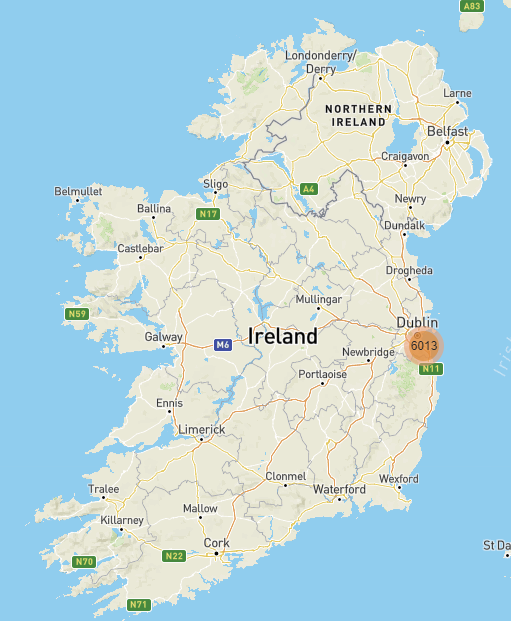 A83
Londonderry/
Derry
Larne
NORTHERN
IRELAND
Belfast
Craigavon
Sligo
A4
Belmullet
Newry
Ballina
N17
Dundalk
Castlebar
Drogheda
Mullingar
N59
Dublin
Ireland
Galway
M6
6013
Newbridge
N11
Portlaoise
Ennis
Limerick
Clonmel
Wexford
Tralee
Waterford
Mallow
Killarney
Cork
St Da
N22
N70
N71